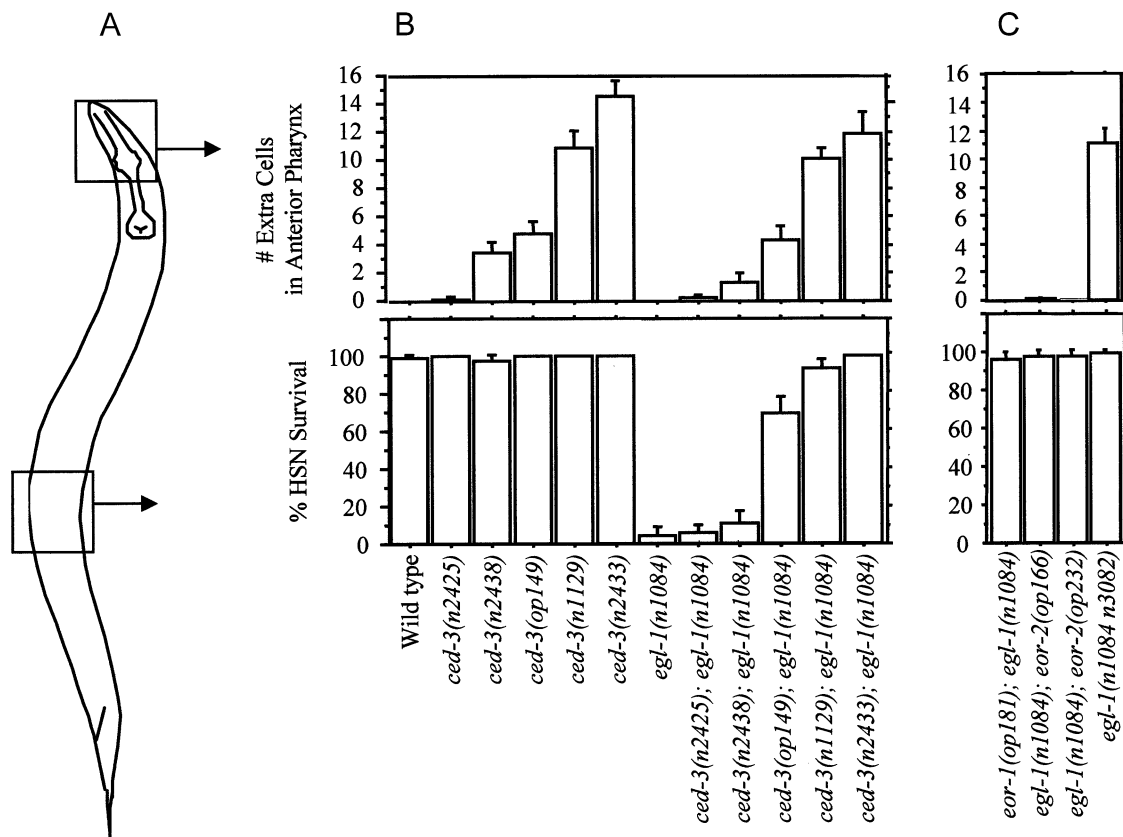 A
B
C
# Extra Cells
in Anterior Pharynx
16
14
12
10
8
6
4
2
0
% HSN Survival
100
80
60
40
20
0
Wild type
ced-3(n2425)
ced-3(n2438)
ced-3(op149)
ced-3(n1129)
ced-3(n2433)
egl-1(n1084)
ced-3(n2425); egl-1(n1084)
ced-3(n2438); egl-1(n1084)
ced-3(op149); egl-1(n1084)
ced-3(n1129); egl-1(n1084)
ced-3(n2433); egl-1(n1084)
16
14
12
10
8
6
4
2
0
100
80
60
40
20
0
eor-1(op181); egl-1(n1084)
egl-1(n1084); eor-2(op166)
egl-1(n1084); eor-2(op232)
egl-1(n1084 n3082)